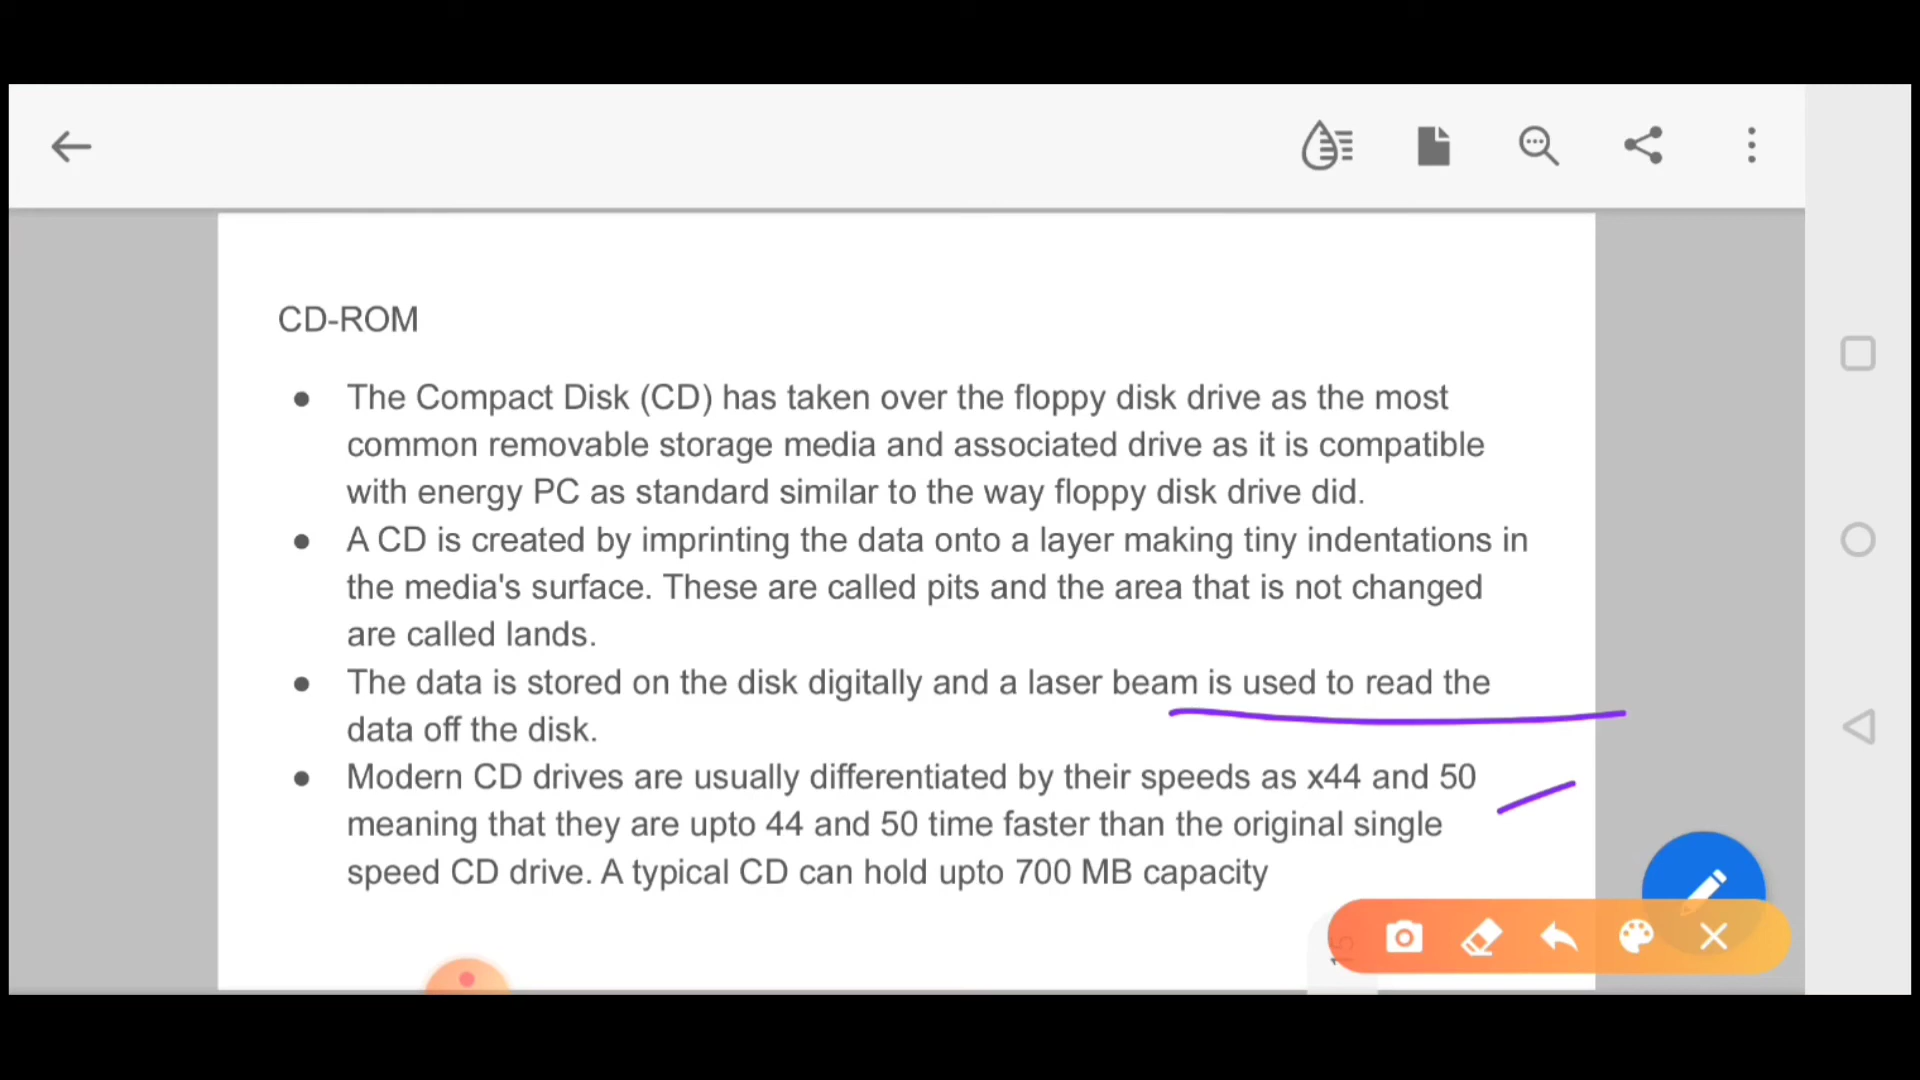 CD-ROM
● The Compact Disk (CD) has taken over the floppy disk drive as the most
common removable storage media and associated drive as it is compatible
with energy PC as standard similar to the way floppy disk drive did.
● A CD is created by imprinting the data onto a layer making tiny indentations in
the media's surface. These are called pits and the area that is not changed
are called lands.
● The data is stored on the disk digitally and a laser beam is used to read the
data off the disk.
● Modern CD drives are usually differentiated by their speeds as x44 and 50
meaning that they are upto 44 and 50 time faster than the original single
speed CD drive. A typical CD can hold upto 700 MB capacity